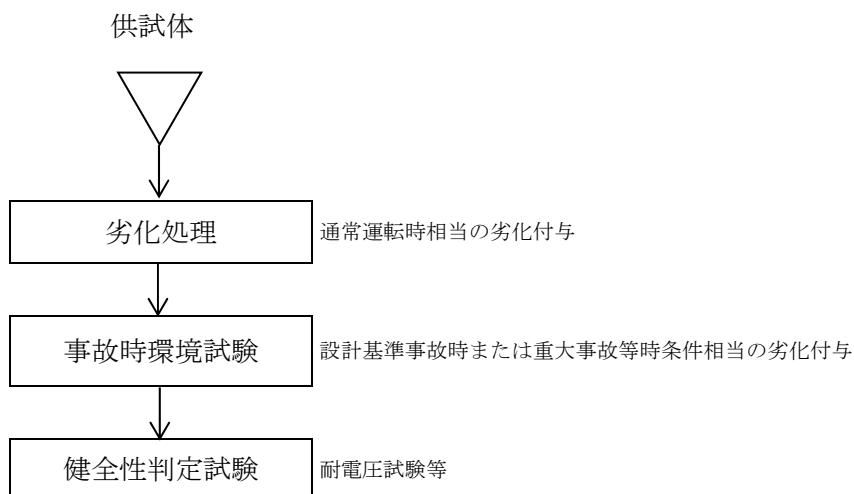 供試体
劣化処理
通常運転時相当の劣化付与
事故時環境試験
設計基準事故時または重大事故等時条件相当の劣化付与
健全性判定試験
耐電圧試験等